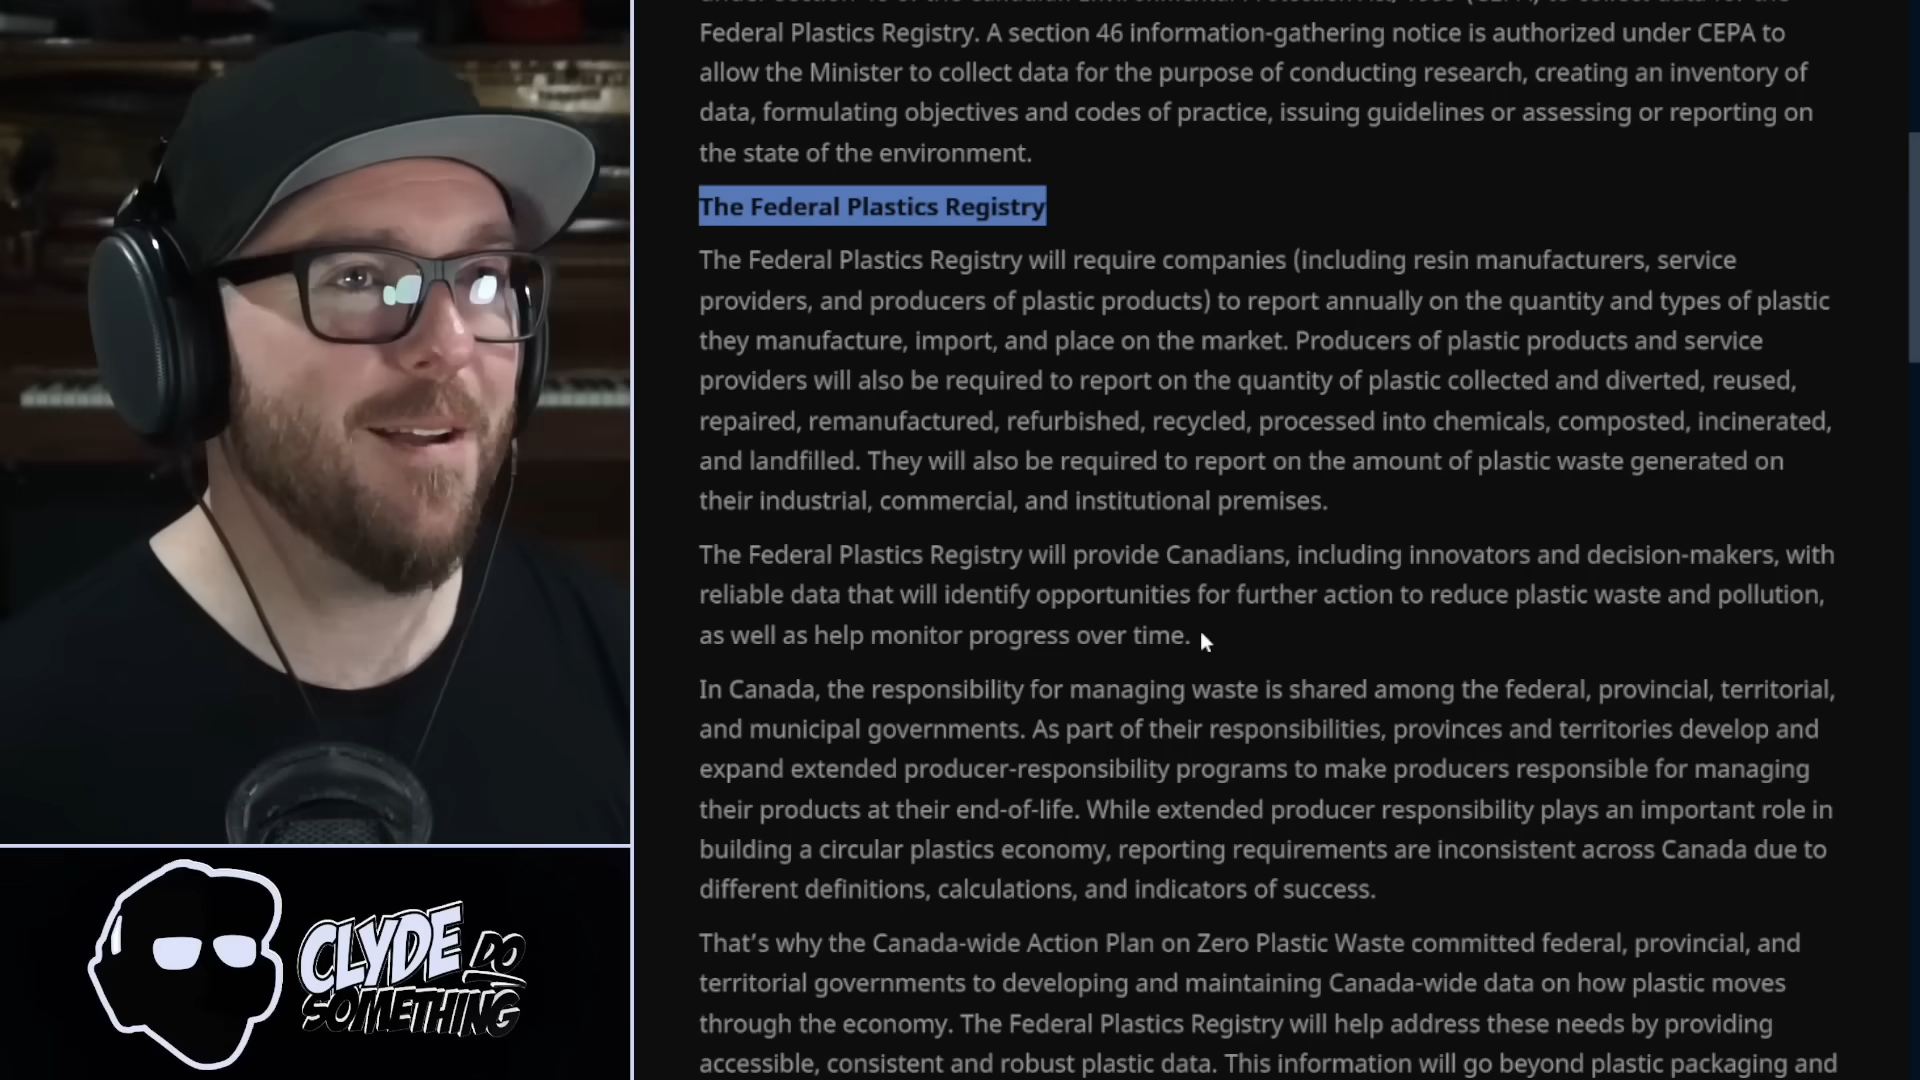 Federal Plastics Registry. A section 46 information-gathering notice is authorized under CEPA to
allow the Minister to collect data for the purpose of conducting research, creating an inventory of
data, formulating objectives and codes of practice, issuing guidelines or assessing or reporting on
the state of the environment.
The Federal Plastics Registry
The Federal Plastics Registry will require companies (including resin manufacturers, service
providers, and producers of plastic products) to report annually on the quantity and types of plastic
they manufacture, import, and place on the market. Producers of plastic products and service
providers will also be required to report on the quantity of plastic collected and diverted, reused,
repaired, remanufactured, refurbished, recycled, processed into chemicals, composted, incinerated,
and landfilled. They will also be required to report on the amount of plastic waste generated on
their industrial, commercial, and institutional premises.
The Federal Plastics Registry will provide Canadians, including innovators and decision-makers, with
reliable data that will identify opportunities for further action to reduce plastic waste and pollution,
as well as help monitor progress over time.
In Canada, the responsibility for managing waste is shared among the federal, provincial, territorial,
and municipal governments. As part of their responsibilities, provinces and territories develop and
expand extended producer-responsibility programs to make producers responsible for managing
their products at their end-of-life. While extended producer responsibility plays an important role in
building a circular plastics economy, reporting requirements are inconsistent across Canada due to
different definitions, calculations, and indicators of success.
That's why the Canada-wide Action Plan on Zero Plastic Waste committed federal, provincial, and
territorial governments to developing and maintaining Canada-wide data on how plastic moves
through the economy. The Federal Plastics Registry will help address these needs by providing
accessible, consistent and robust plastic data. This information will go beyond plastic packaging and
CLYDE DO
SOMETHING